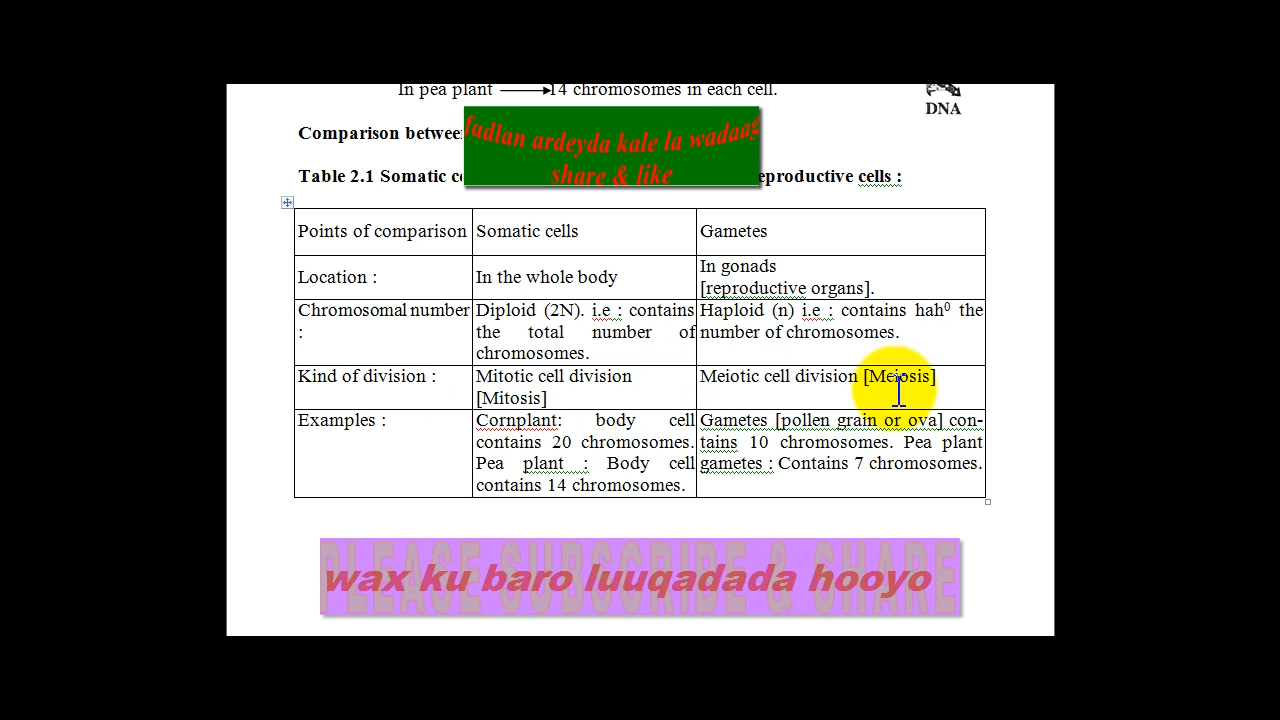 In pea plant 14 chromosomes in each cell.
DNA
Comparison between
fadlan ardeyda kale la wadaag
share & like
Table 2.1 Somatic
eproductive cells :
Points of comparison Somatic cells Gametes
Location : In the whole body In gonads
[reproductive organs].
Chromosomal number
:
Diploid (2N). i.e : contains
the total number of
chromosomes.
Haploid (n) i.e : contains hah⁰ the
number of chromosomes.
Kind of division :
Mitotic cell division
[Mitosis]
Meiotic cell division [Meiosis]
Examples :
Cornplant: body cell
contains 20 chromosomes.
Pea plant : Body cell
contains 14 chromosomes.
Gametes [pollen grain or ova] con-
tains 10 chromosomes. Pea plant
gametes : Contains 7 chromosomes.
PLEASE SUBSCRIBE & SHARE
wax ku baro luuqadada hooyo